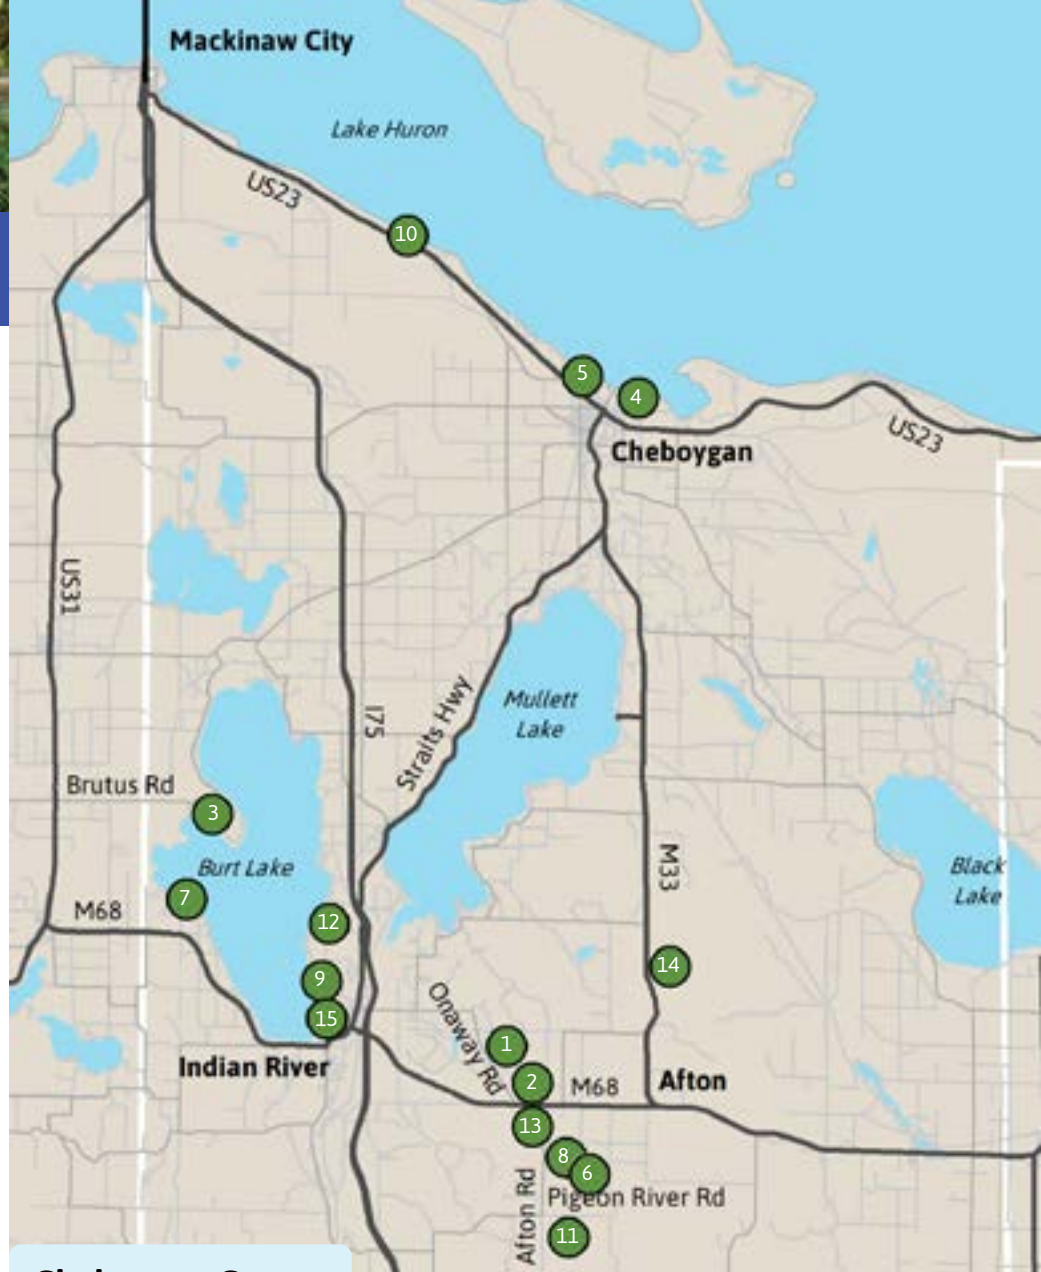 Mackinaw City
Lake Huron
US23
10
5
4
Cheboygan
US23
US31
Mullett
Lake
I75
Straits Hwy
Brutus Rd
3
Burt Lake
M33
Black
Lake
7
M68
12
14
9
15
Onaway Rd
1
Indian River
2
M68
Afton
13
8
6
Afton Rd
Pigeon River Rd
11